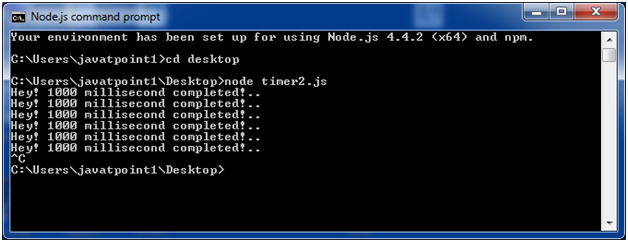 Node.js command prompt
Your environment has been set up for using Node.js 4.4.2 (x64) and npm.
C:\Users\javatpoint1>cd desktop
C:\Users\javatpoint1\Desktop>node timer2.js
Hey! 1000 millisecond completed!..
Hey! 1000 millisecond completed!..
Hey! 1000 millisecond completed!..
Hey! 1000 millisecond completed!..
Hey! 1000 millisecond completed!..
Hey! 1000 millisecond completed!..
^C
C:\Users\javatpoint1\Desktop>